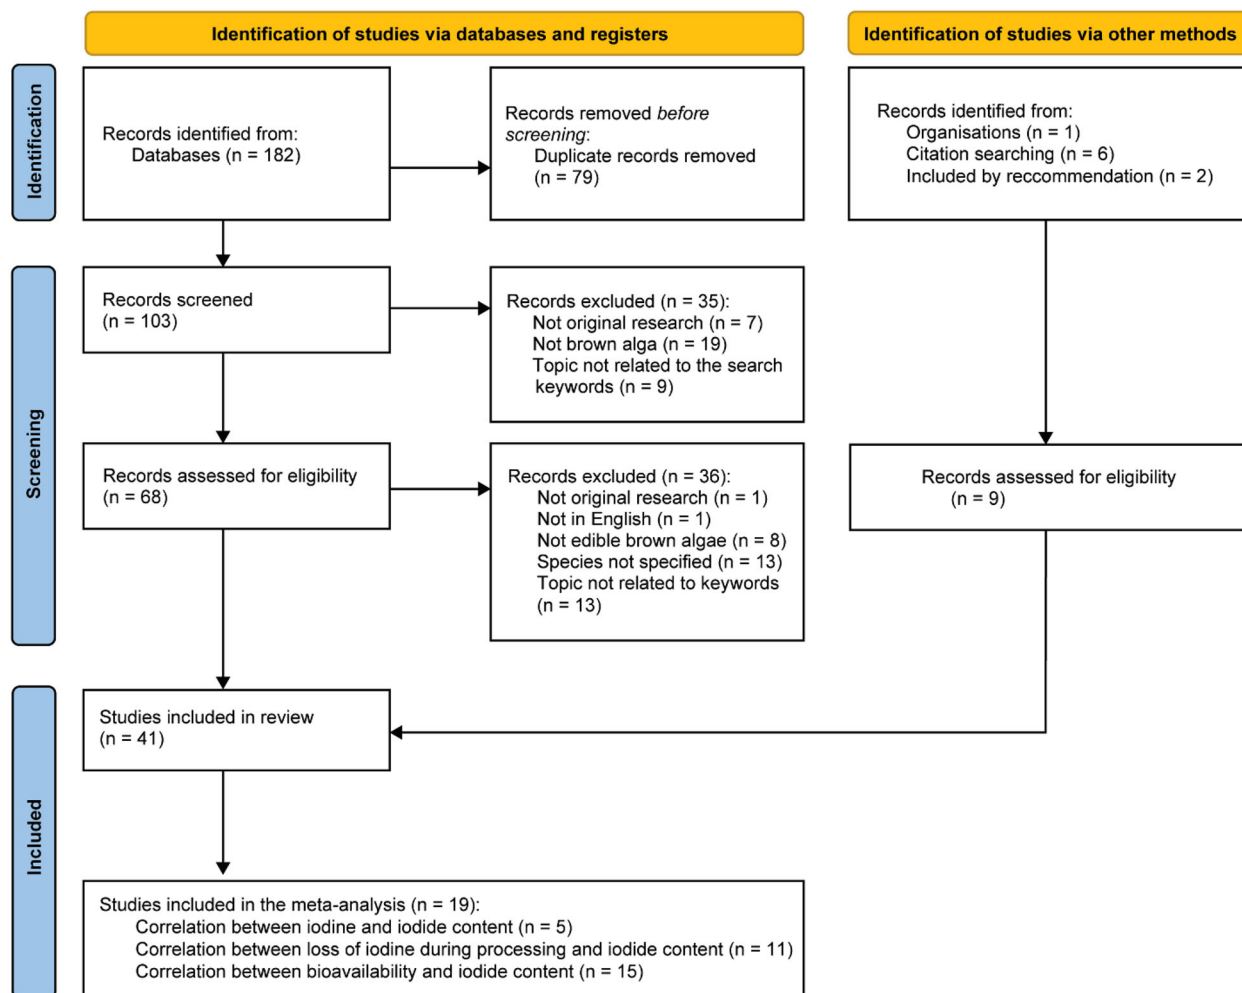 Identification of studies via databases and registers
Identification of studies via other methods
Identification
Records identified from:
Databases (n = 182)
Records removed before
screening:
Duplicate records removed
(n = 79)
Records identified from:
Organisations (n = 1)
Citation searching (n = 6)
Included by reccommendation (n = 2)
Screening
Records screened
(n = 103)
Records excluded (n = 35):
Not original research (n = 7)
Not brown alga (n = 19)
Topic not related to the search
keywords (n = 9)
Records assessed for eligibility
(n = 68)
Records excluded (n = 36):
Not original research (n = 1)
Not in English (n = 1)
Not edible brown algae (n = 8)
Species not specified (n = 13)
Topic not related to keywords
(n = 13)
Records assessed for eligibility
(n = 9)
Included
Studies included in review
(n = 41)
Studies included in the meta-analysis (n = 19):
Correlation between iodine and iodide content (n = 5)
Correlation between loss of iodine during processing and iodide content (n = 11)
Correlation between bioavailability and iodide content (n = 15)